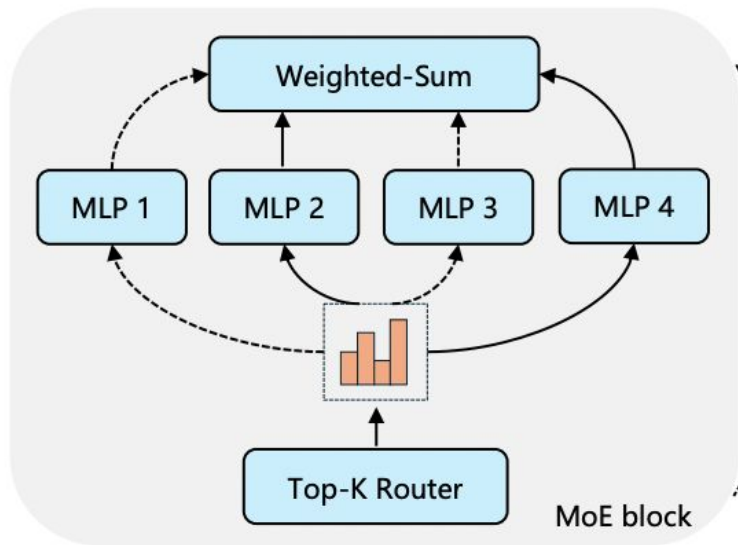 Weighted-Sum
MLP 1
MLP 2
MLP 3
MLP 4
Top-K Router
MoE block